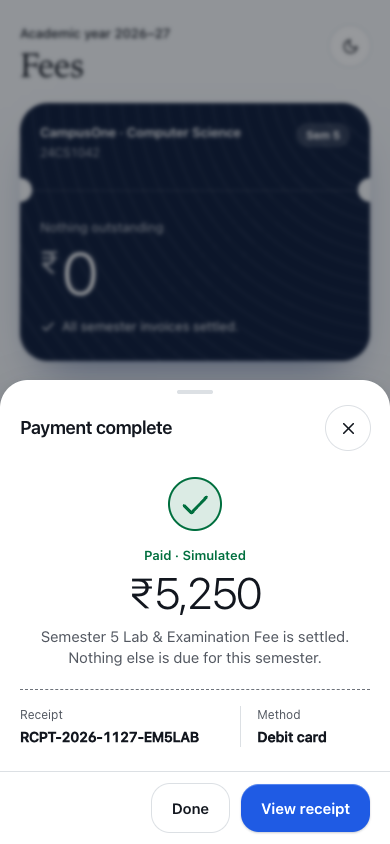 Academic year 2026–27
Fees
CampusOne · Computer Science
Sem 5
24CS1042
Nothing outstanding
₹0
All semester invoices settled.
Payment complete
Paid · Simulated
₹5,250
Semester 5 Lab & Examination Fee is settled.
Nothing else is due for this semester.
Receipt
RCPT-2026-1127-EM5LAB
Method
Debit card
Done
View receipt